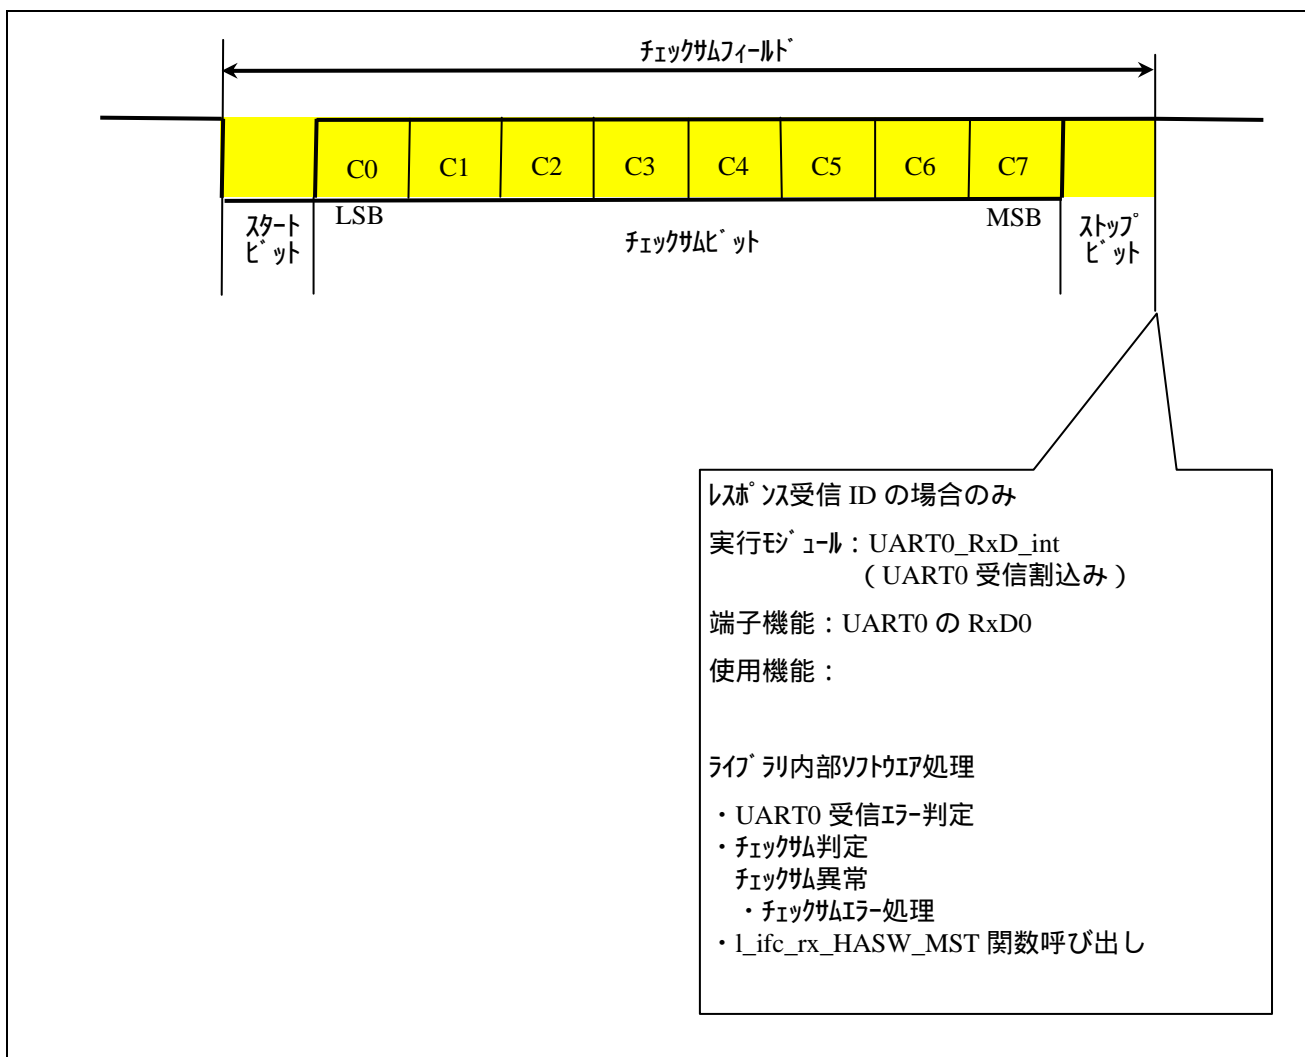 ﾁｪｯｸｻﾑﾌｨｰﾙﾄﾞ
C0 C1 C2 C3 C4 C5 C6 C7
LSB MSB
ｽﾀｰﾄ
ﾋﾞｯﾄ
ﾁｪｯｸｻﾑﾋﾞｯﾄ
ｽﾄｯﾌﾟ
ﾋﾞｯﾄ
ﾚｽﾎﾟﾝｽ受信 ID の場合のみ
実行ﾓｼﾞｭｰﾙ：UART0_RxD_int
（UART0 受信割込み）
端子機能：UART0 の RxD0
使用機能：
ﾗｲﾌﾞﾗﾘ内部ｿﾌﾄｳｴｱ処理
・UART0 受信ｴﾗｰ判定
・ﾁｪｯｸｻﾑ判定
ﾁｪｯｸｻﾑ異常
・ﾁｪｯｸｻﾑｴﾗｰ処理
・l_ifc_rx_HASW_MST 関数呼び出し